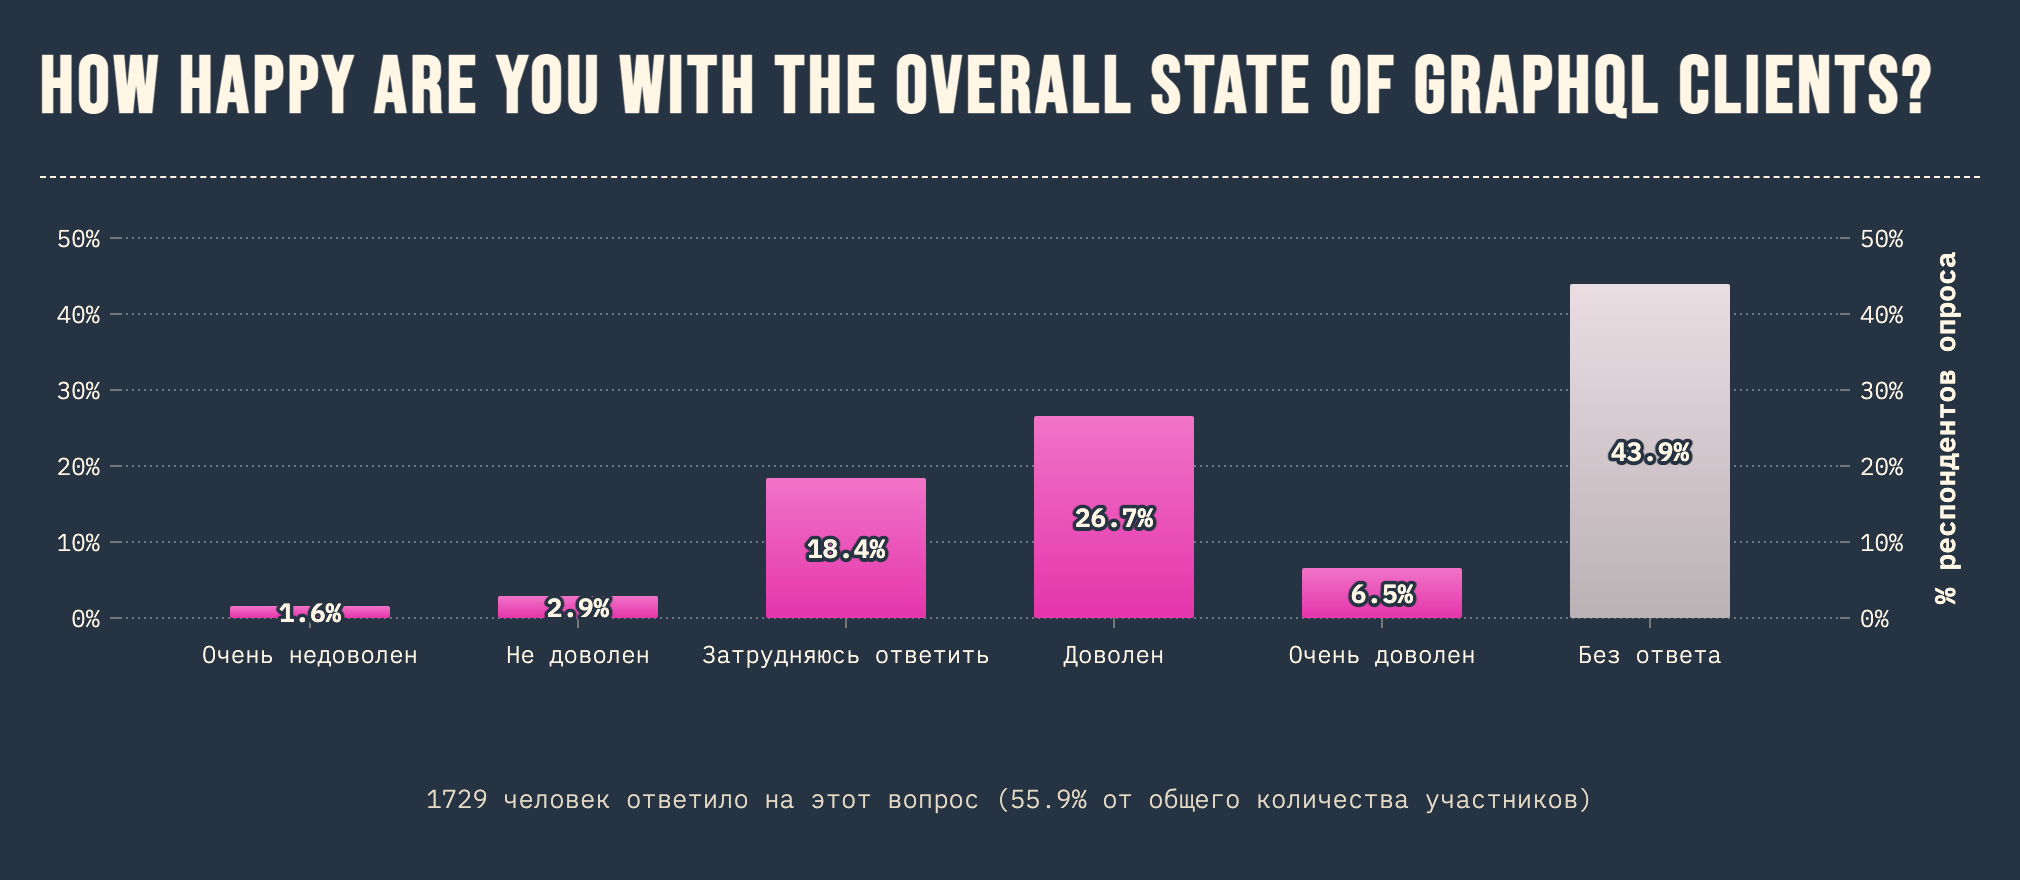 HOW HAPPY ARE YOU WITH THE OVERALL STATE OF GRAPHQL CLIENTS?
50%
40%
30%
20%
10%
0%
50%
40%
30%
20%
10%
0%
% респондентов опроса
1.6%
2.9%
18.4%
26.7%
6.5%
43.9%
Очень недоволен
Не доволен
Затрудняюсь ответить
Доволен
Очень доволен
Без ответа
1729 человек ответило на этот вопрос (55.9% от общего количества участников)